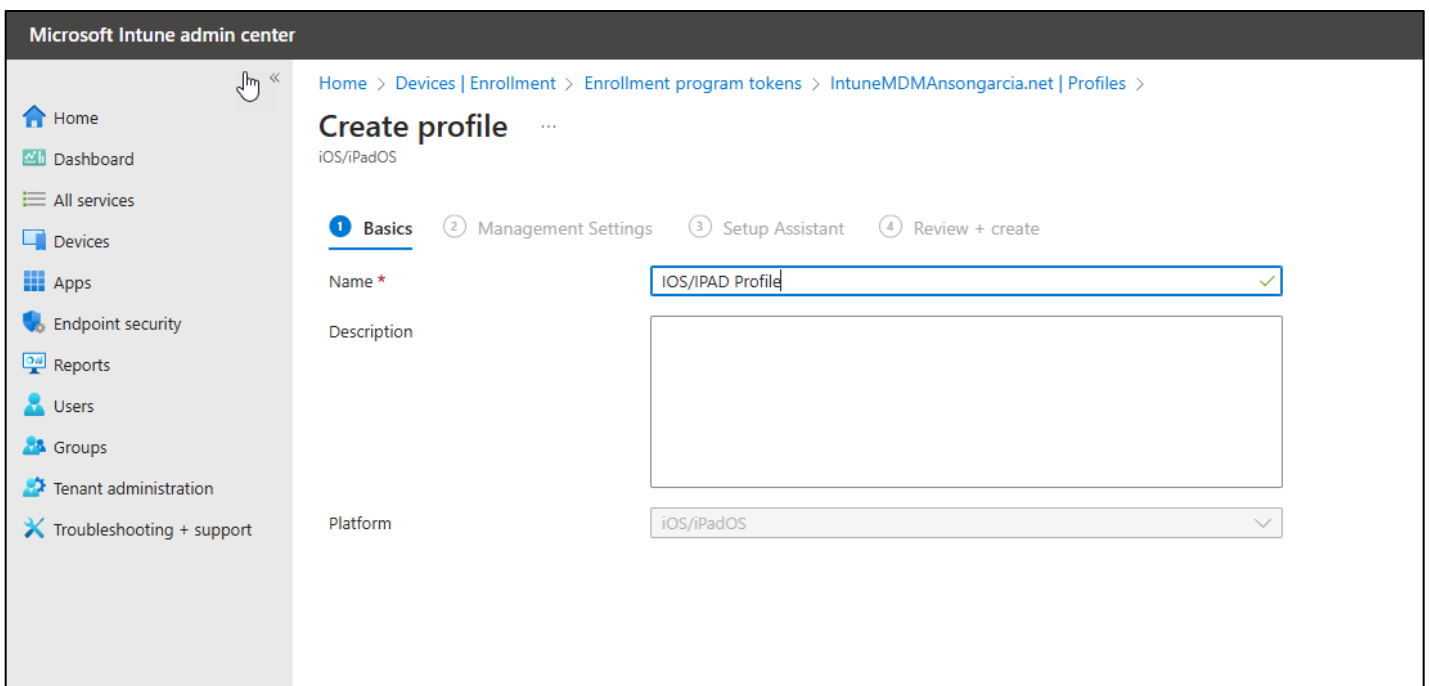 Microsoft Intune admin center
«
Home > Devices | Enrollment > Enrollment program tokens > IntuneMDMAnsongarcia.net | Profiles >
Create profile ...
iOS/iPadOS
Home
Dashboard
All services
Devices
Apps
Endpoint security
Reports
Users
Groups
Tenant administration
Troubleshooting + support
1 Basics 2 Management Settings 3 Setup Assistant 4 Review + create
Name * IOS/IPAD Profile
Description
Platform iOS/iPadOS